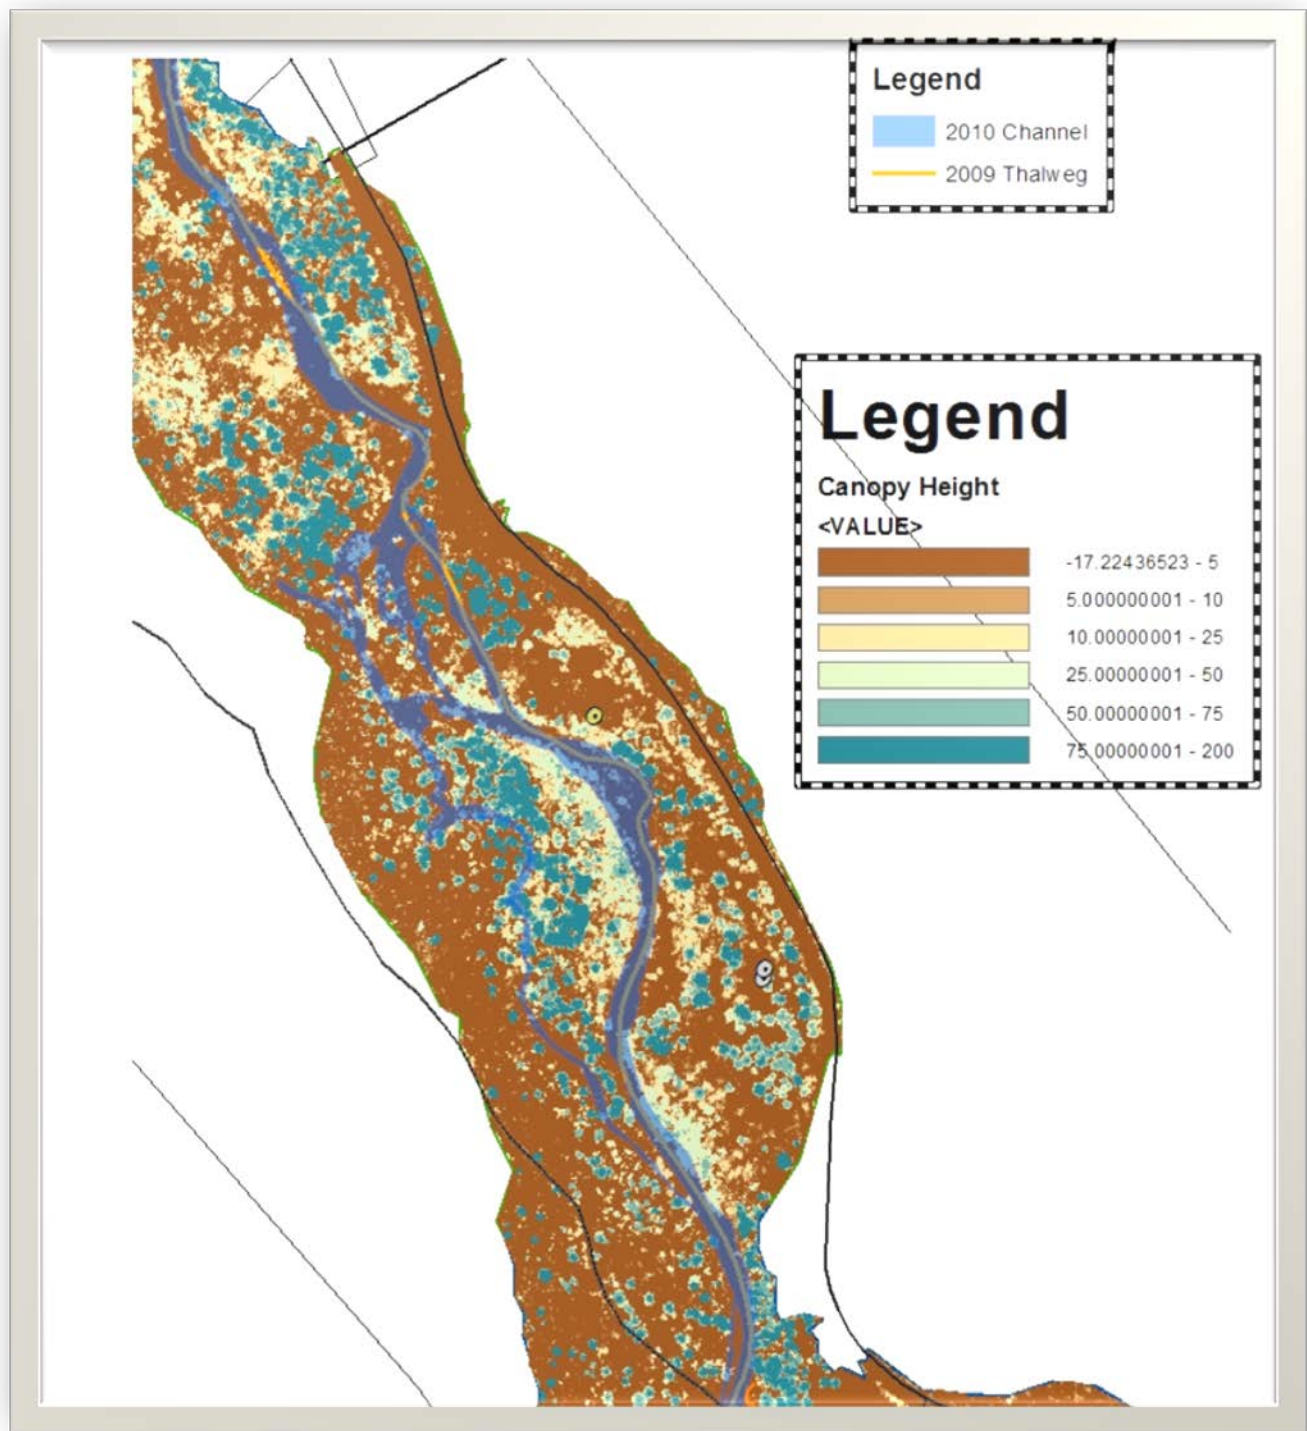 Legend
2010 Channel
2009 Thalweg
Legend
Canopy Height
<VALUE>
-17.22436523 - 5
5.000000001 - 10
10.00000001 - 25
25.00000001 - 50
50.00000001 - 75
75.00000001 - 200